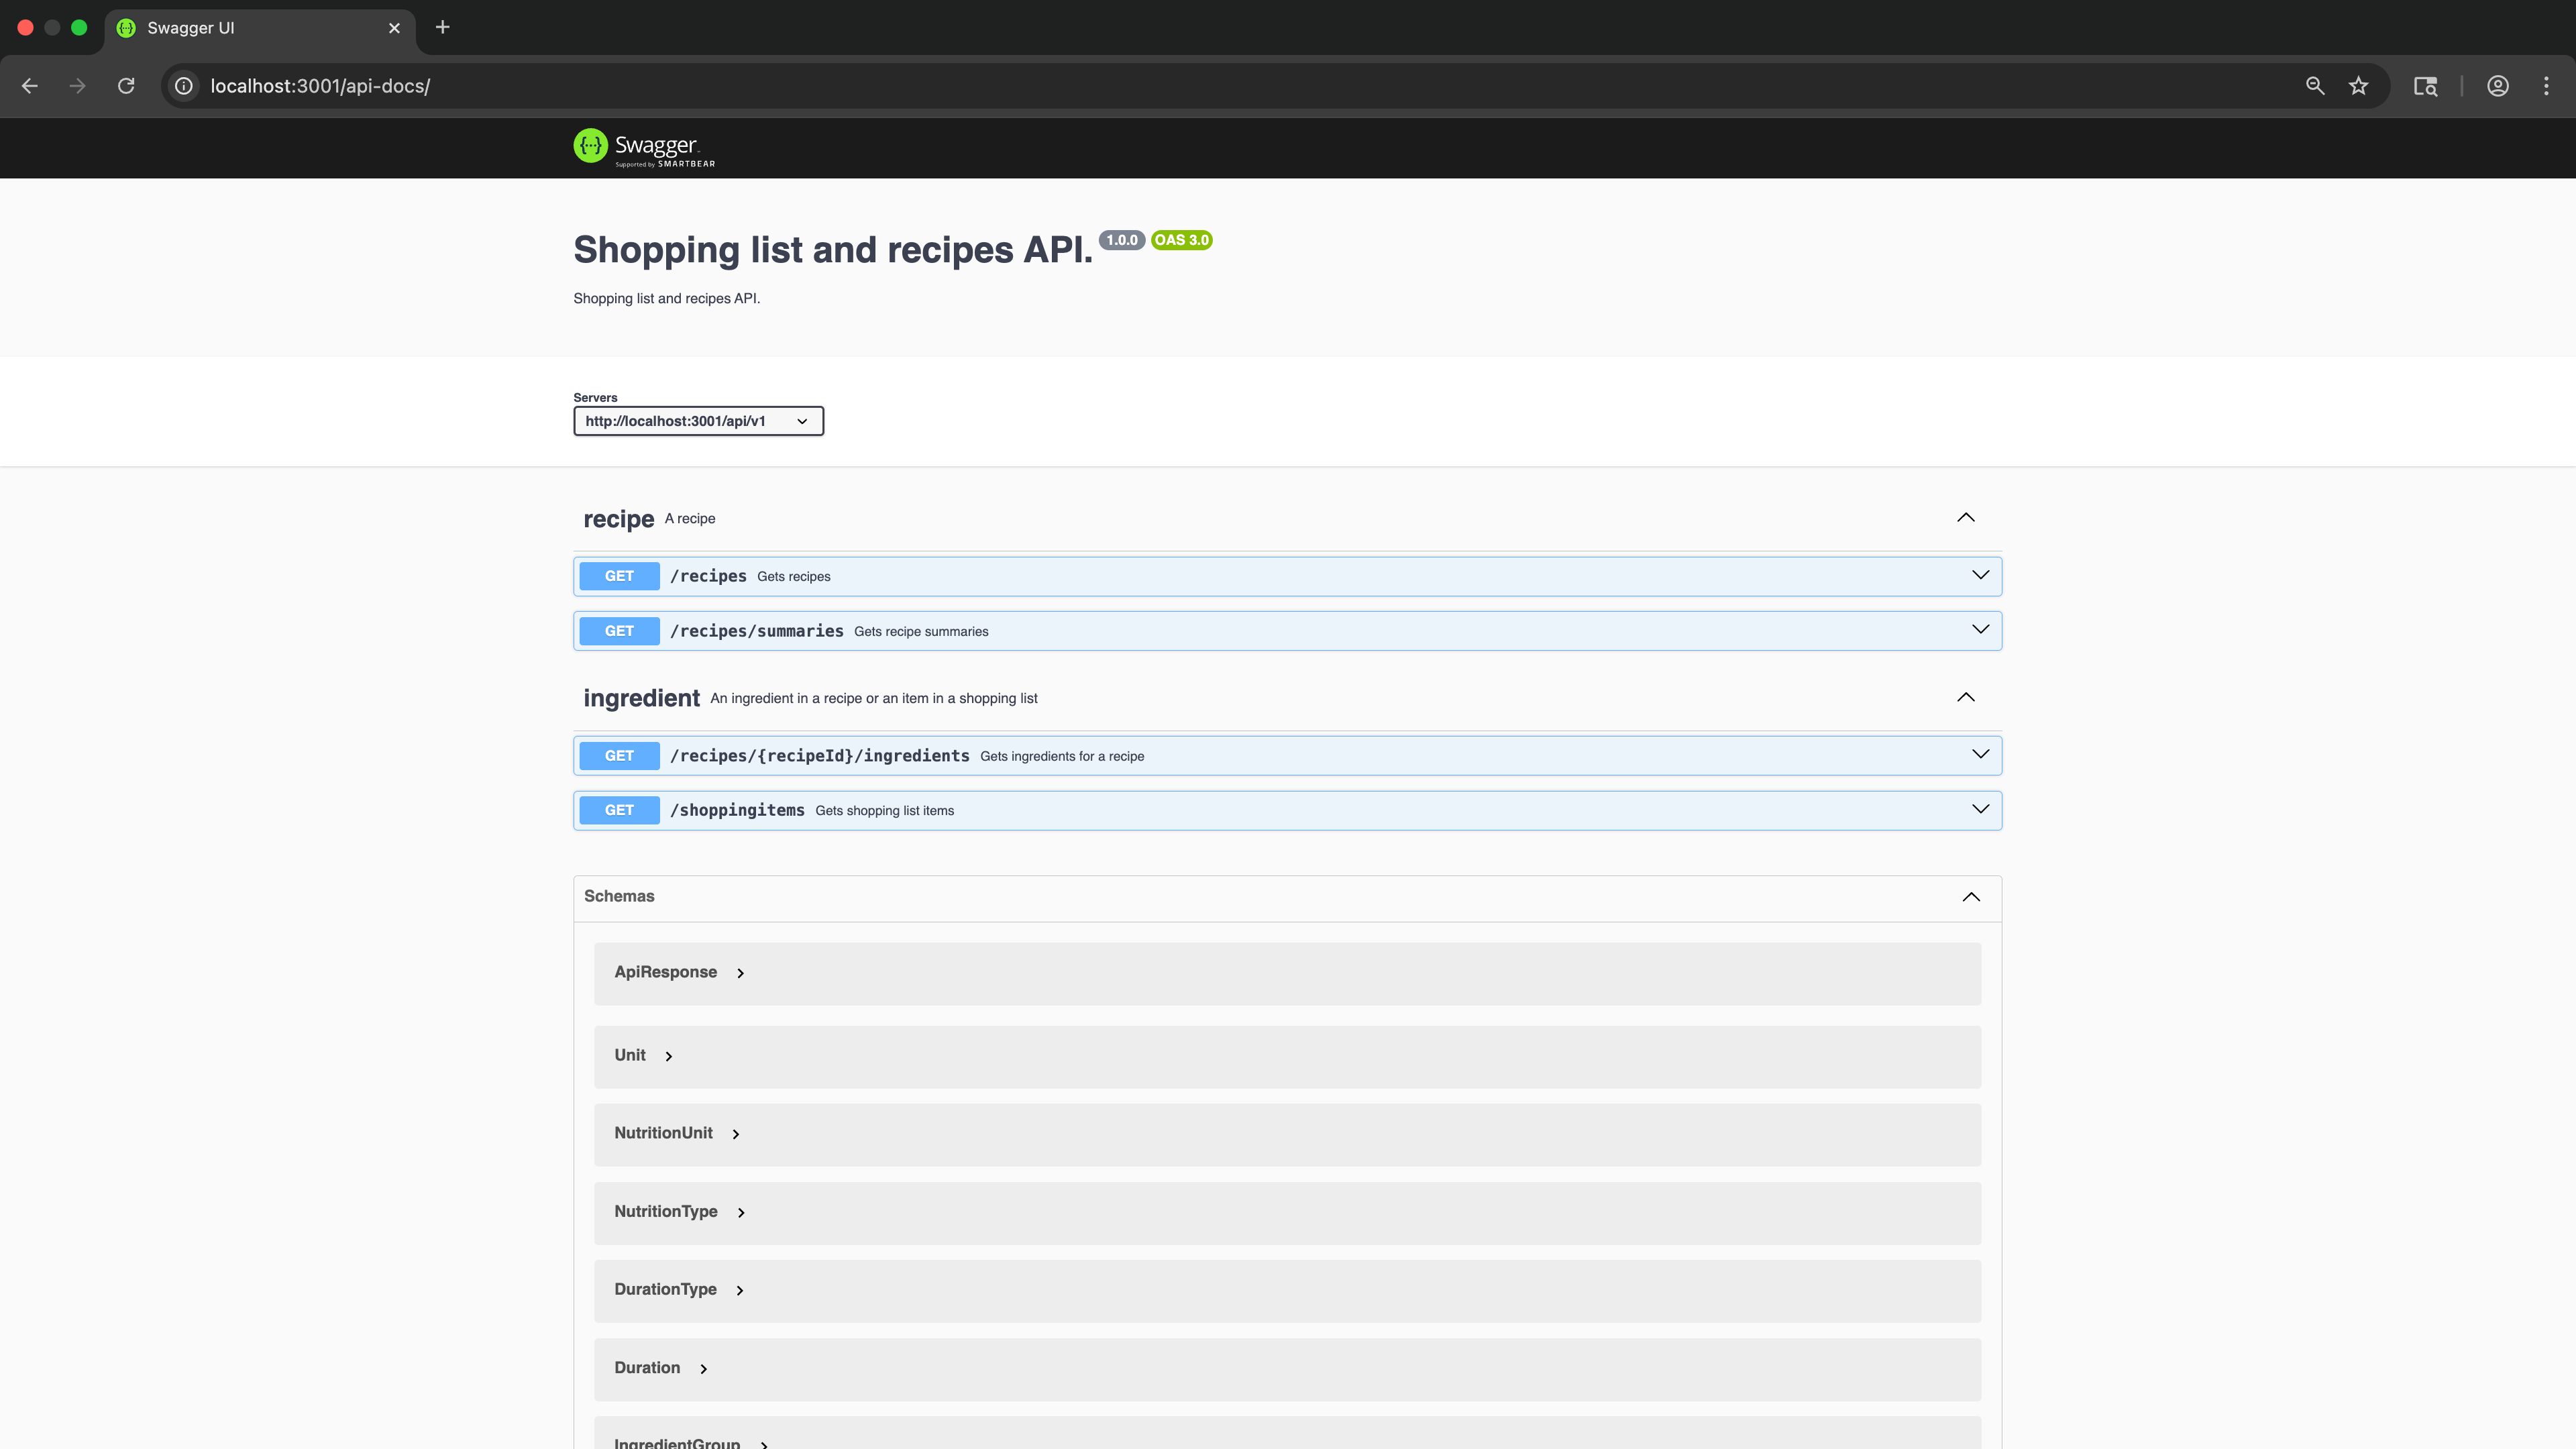 Swagger UI
localhost:3001/api-docs/
Swagger
Supported by SMARTBEAR
Shopping list and recipes API. 1.0.0 OAS 3.0
Shopping list and recipes API.
Servers
http://localhost:3001/api/v1
recipe A recipe
GET /recipes Gets recipes
GET /recipes/summaries Gets recipe summaries
ingredient An ingredient in a recipe or an item in a shopping list
GET /recipes/{recipeId}/ingredients Gets ingredients for a recipe
GET /shoppingitems Gets shopping list items
Schemas
ApiResponse
Unit
NutritionUnit
NutritionType
DurationType
Duration
IngredientGroup